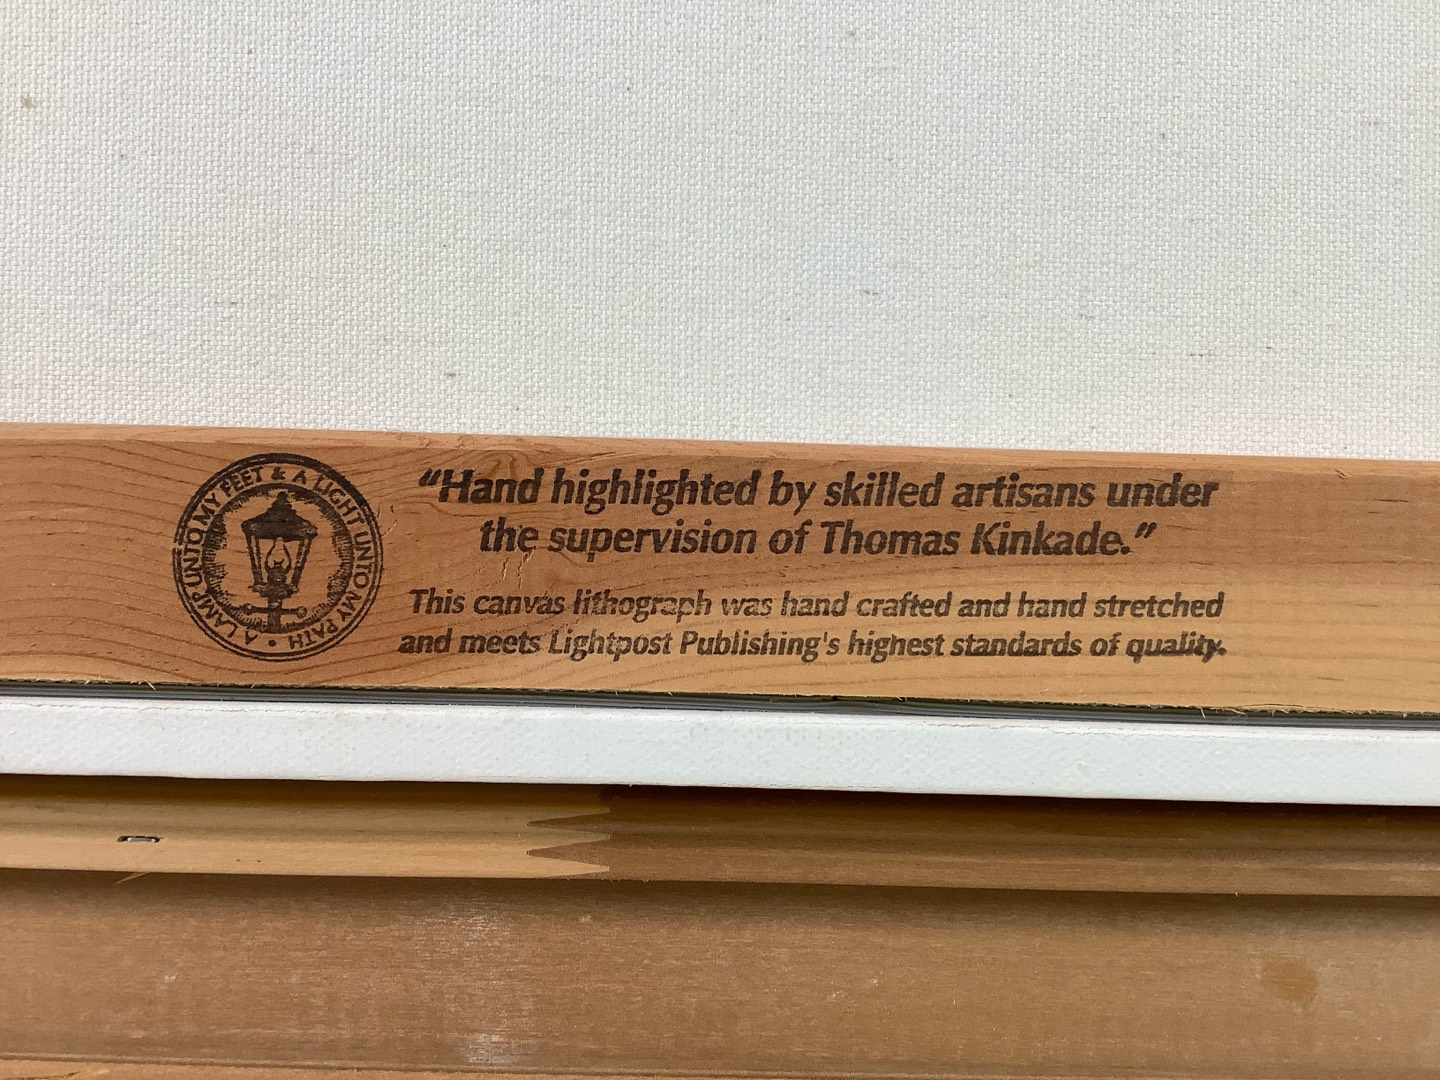 A LAMP UNTO MY FEET & A LIGHT UNTO MY PATH •
“Hand highlighted by skilled artisans under
the supervision of Thomas Kinkade.”
This canvas lithograph was hand crafted and hand stretched
and meets Lightpost Publishing's highest standards of quality.